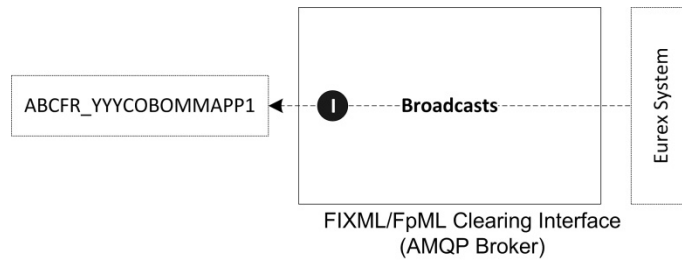 ABCFR_YYYCOBOMMAPP1
I
Broadcasts
Eurex System
FIXML/FpML Clearing Interface
(AMQP Broker)